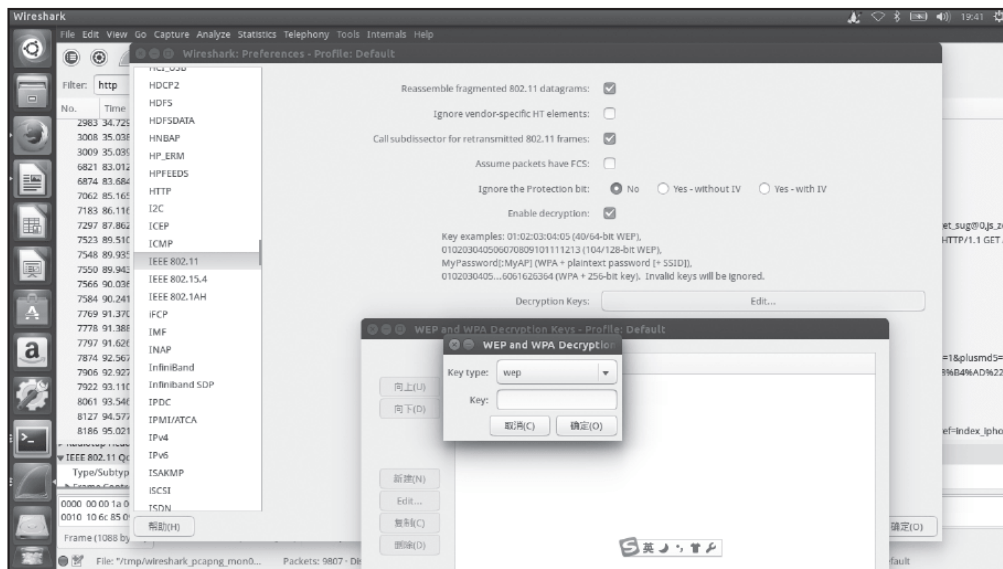 Wireshark
19:41
File Edit View Go Capture Analyze Statistics Telephony Tools Internals Help
Wireshark: Preferences - Profile: Default
Filter: http
No. Time
2983 34.729
3008 35.038
3009 35.039
6821 83.012
6874 83.684
7062 85.165
7183 86.116
7297 87.862
7523 89.510
7548 89.935
7550 89.943
7566 90.036
7584 90.241
7769 91.370
7778 91.388
7797 91.626
7874 92.567
7906 92.927
7922 93.110
8061 93.546
8127 94.577
8186 95.021
IEEE 802.11 Qo
Type/Subtyp
0000 00 00 1a 0
0010 10 6c 85 0
Frame (1088 by
File: "/tmp/wireshark_pcapng_mon0...
Packets: 9807 · Di
HCI_USB
HDCP2
HDFS
HDFSDATA
HNBAP
HP_ERM
HPFEEDS
HTTP
I2C
ICEP
ICMP
IEEE 802.11
IEEE 802.15.4
IEEE 802.1AH
iFCP
IMF
INAP
InfiniBand
Infiniband SDP
IPDC
IPMI/ATCA
IPv4
IPv6
ISAKMP
iSCSI
ISDN
帮助(H)
Reassemble fragmented 802.11 datagrams:
Ignore vendor-specific HT elements:
Call subdissector for retransmitted 802.11 frames:
Assume packets have FCS:
Ignore the Protection bit: No Yes - without IV Yes - with IV
Enable decryption:
Key examples: 01:02:03:04:05 (40/64-bit WEP),
010203040506070809101111213 (104/128-bit WEP),
MyPassword[:MyAP] (WPA + plaintext password [+ SSID]),
0102030405...6061626364 (WPA + 256-bit key). Invalid keys will be ignored.
Decryption Keys: Edit...
WEP and WPA Decryption Keys - Profile: Default
WEP and WPA Decryption
Key type: wep
Key:
取消(C) 确定(O)
向上(U)
向下(D)
新建(N)
Edit...
复制(C)
删除(D)
英
确定(O)
et_sug@0,js_z
HTTP/1.1 GET
=1&plusmd5=
%B4%AD%22
ef=index_ipho
fault